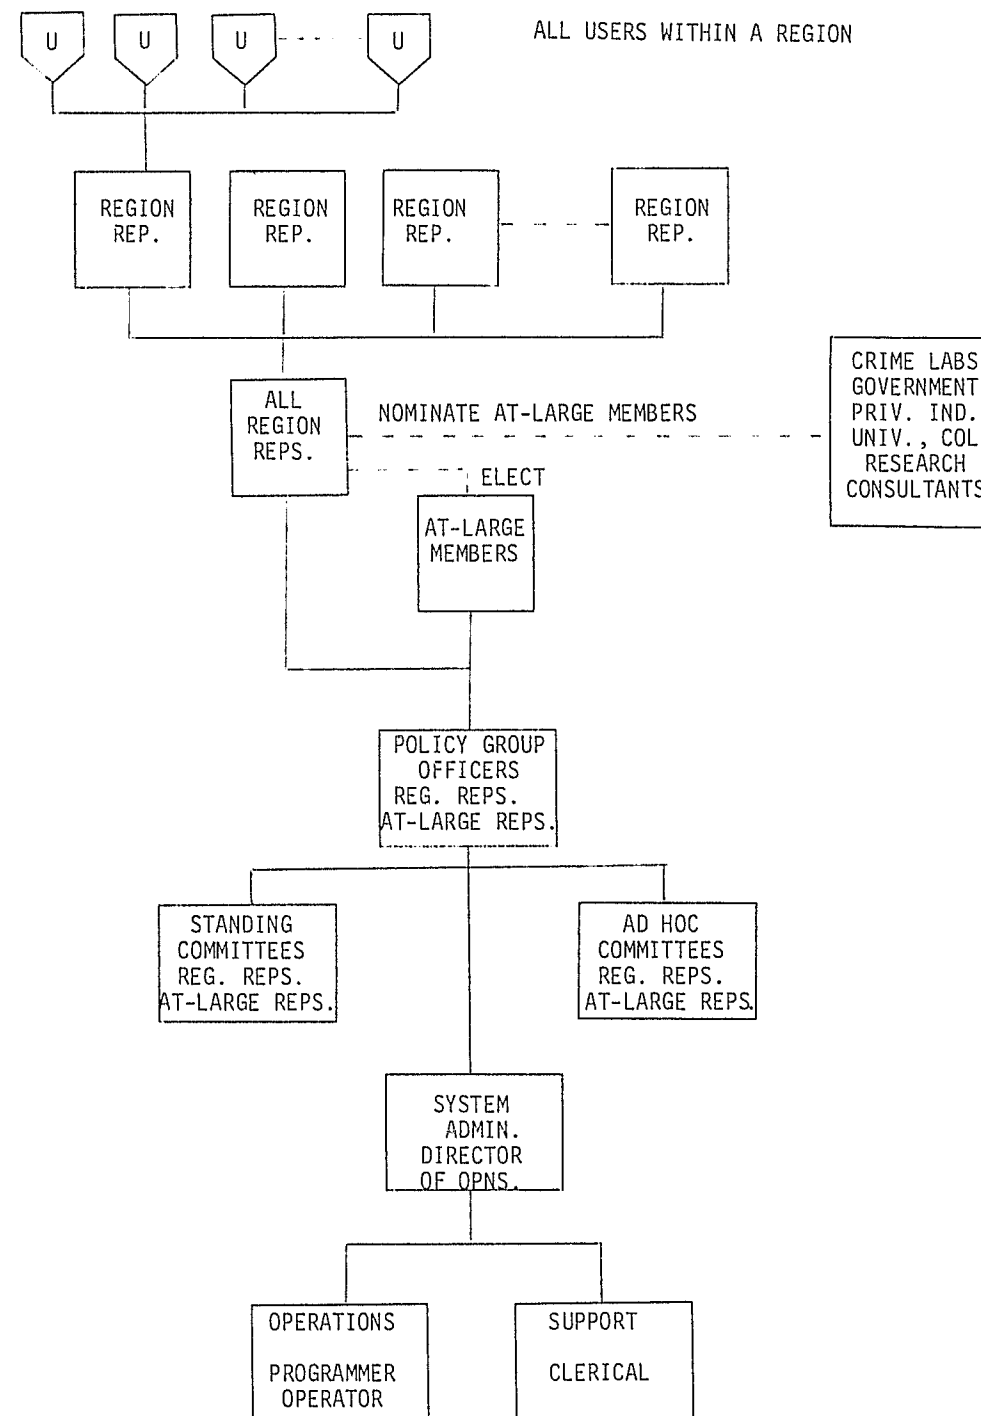 U U U U
ALL USERS WITHIN A REGION
REGION
REP.
REGION
REP.
REGION
REP.
REGION
REP.
ALL
REGION
REPS.
NOMINATE AT-LARGE MEMBERS
CRIME LABS
GOVERNMENT
PRIV. IND.
UNIV., COL
RESEARCH
CONSULTANTS
ELECT
AT-LARGE
MEMBERS
POLICY GROUP
OFFICERS
REG. REPS.
AT-LARGE REPS.
STANDING
COMMITTEES
REG. REPS.
AT-LARGE REPS.
AD HOC
COMMITTEES
REG. REPS.
AT-LARGE REPS.
SYSTEM
ADMIN.
DIRECTOR
OF OPNS.
OPERATIONS
PROGRAMMER
OPERATOR
SUPPORT
CLERICAL